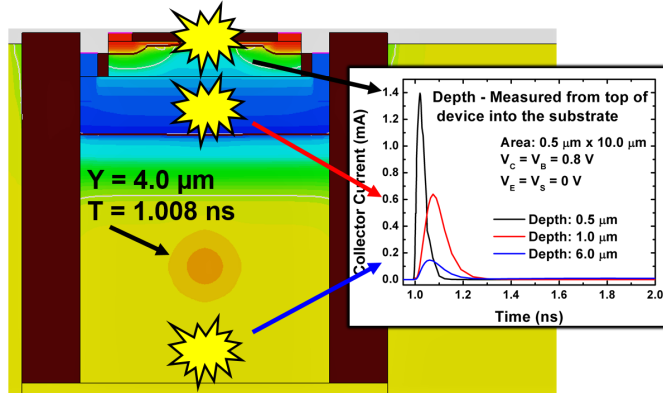 Y = 4.0 µm
T = 1.008 ns
Depth - Measured from top of
device into the substrate
Area: 0.5 µm x 10.0 µm
V_C = V_B = 0.8 V
V_E = V_S = 0 V
Depth: 0.5 µm
Depth: 1.0 µm
Depth: 6.0 µm
Collector Current (mA)
1.4
1.2
1.0
0.8
0.6
0.4
0.2
0.0
1.0 1.2 1.4 1.6 1.8 2.0
Time (ns)